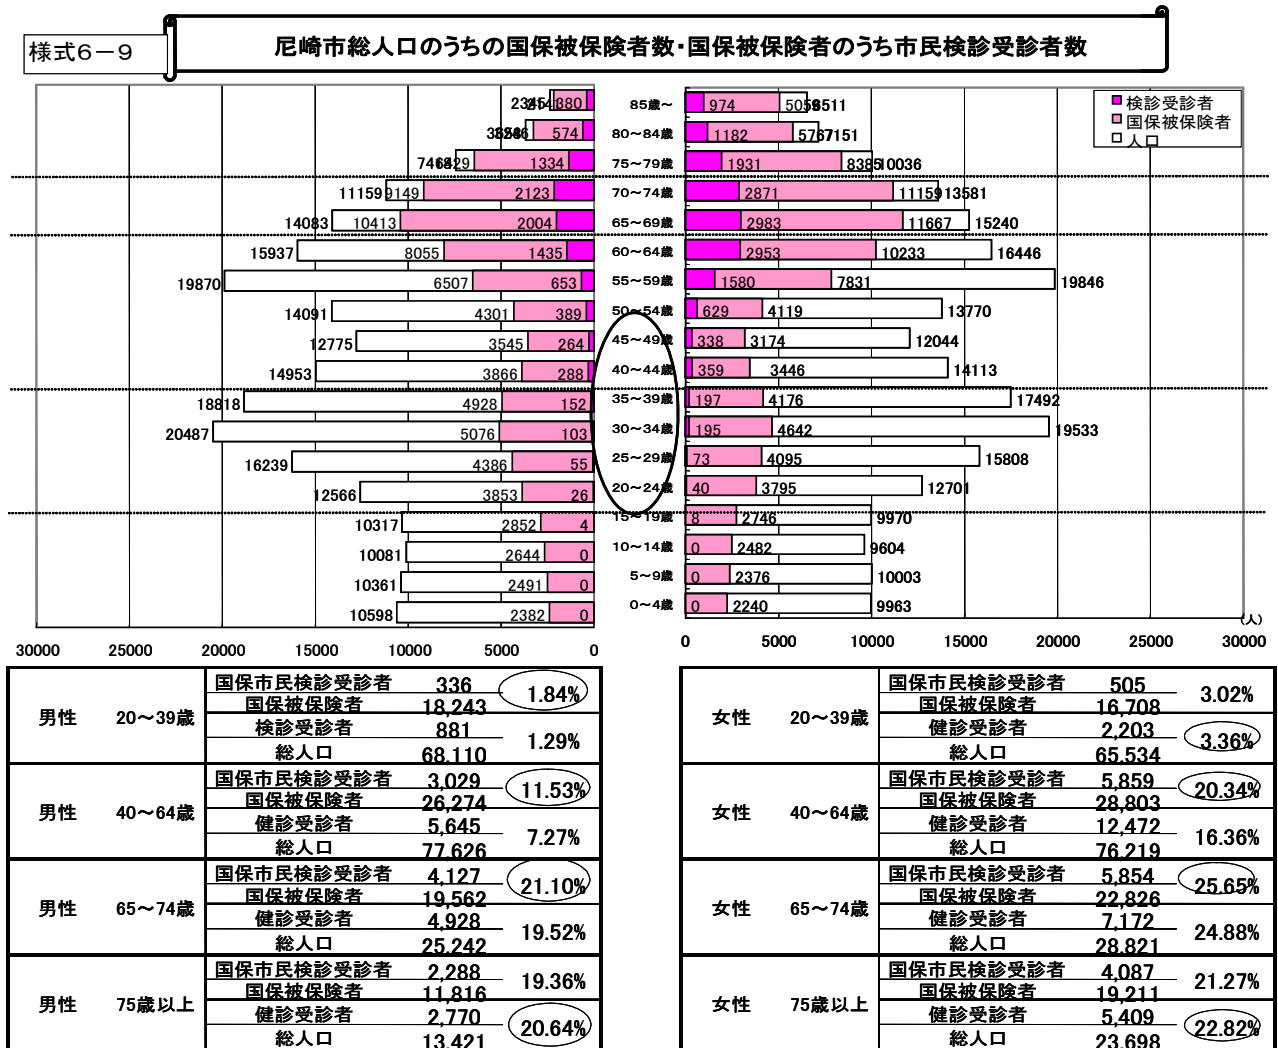 様式６－９
尼崎市総人口のうちの国保被保険者数・国保被保険者のうち市民検診受診者数
検診受診者
国保被保険者
人口
380 85歳～ 974 6511
574 80～84歳 1182 5767 7151
1334 75～79歳 1931 8385 10036
11159 9149 2123 70～74歳 2871 11159 13581
14083 10413 2004 65～69歳 2983 11667 15240
15937 8055 1435 60～64歳 2953 10233 16446
19870 6507 653 55～59歳 1580 7831 19846
14091 4301 389 50～54歳 629 4119 13770
12775 3545 264 45～49歳 338 3174 12044
14953 3866 288 40～44歳 359 3446 14113
18818 4928 152 35～39歳 197 4176 17492
20487 5076 103 30～34歳 195 4642 19533
16239 4386 55 25～29歳 73 4095 15808
12566 3853 26 20～24歳 40 3795 12701
10317 2852 4 15～19歳 8 2746 9970
10081 2644 0 10～14歳 0 2482 9604
10361 2491 0 5～9歳 0 2376 10003
10598 2382 0 0～4歳 0 2240 9963
(人)
30000 25000 20000 15000 10000 5000 0 0 5000 10000 15000 20000 25000 30000
男性 20～39歳
国保市民検診受診者 336 1.84%
国保被保険者 18,243
検診受診者 881 1.29%
総人口 68,110
男性 40～64歳
国保市民検診受診者 3,029 11.53%
国保被保険者 26,274
健診受診者 5,645 7.27%
総人口 77,626
男性 65～74歳
国保市民検診受診者 4,127 21.10%
国保被保険者 19,562
健診受診者 4,928 19.52%
総人口 25,242
男性 75歳以上
国保市民検診受診者 2,288 19.36%
国保被保険者 11,816
健診受診者 2,770 20.64%
総人口 13,421
女性 20～39歳
国保市民検診受診者 505 3.02%
国保被保険者 16,708
健診受診者 2,203 3.36%
総人口 65,534
女性 40～64歳
国保市民検診受診者 5,859 20.34%
国保被保険者 28,803
健診受診者 12,472 16.36%
総人口 76,219
女性 65～74歳
国保市民検診受診者 5,854 25.65%
国保被保険者 22,826
健診受診者 7,172 24.88%
総人口 28,821
女性 75歳以上
国保市民検診受診者 4,087 21.27%
国保被保険者 19,211
健診受診者 5,409 22.82%
総人口 23,698